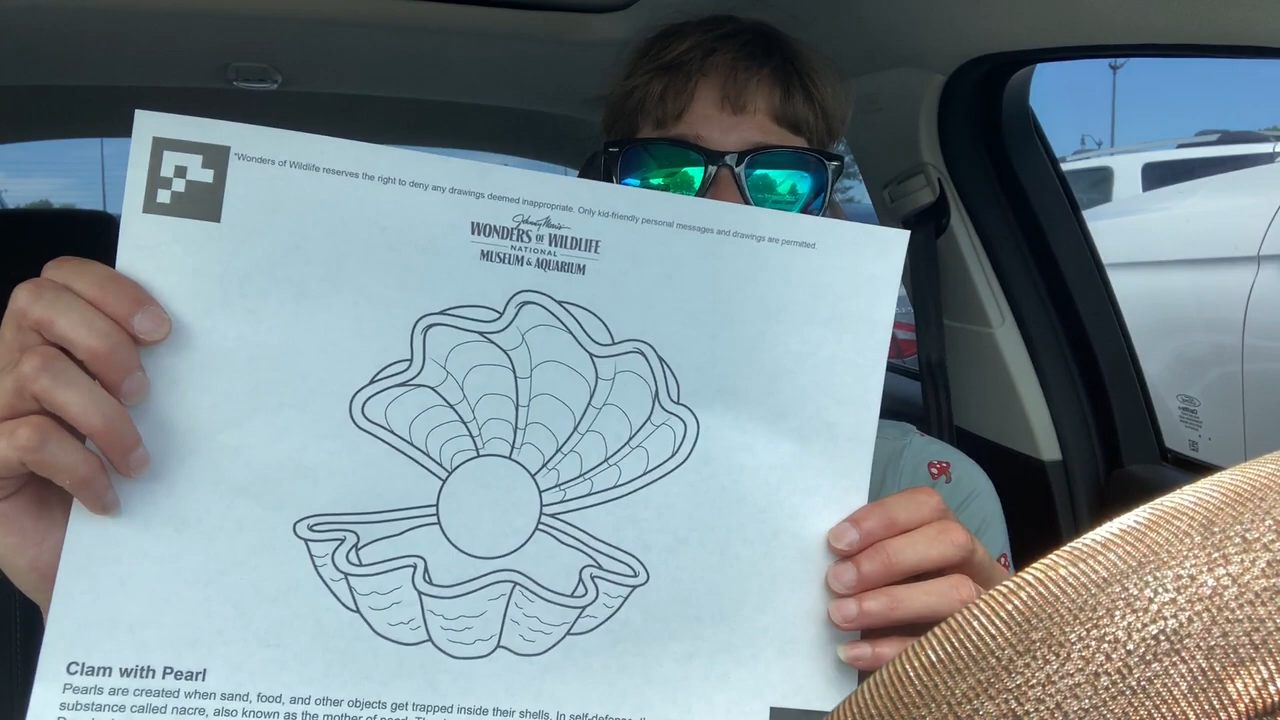 *Wonders of Wildlife reserves the right to deny any drawings deemed inappropriate. Only kid-friendly personal messages and drawings are permitted.
Johnny Morris'
WONDERS OF WILDLIFE
NATIONAL
MUSEUM & AQUARIUM
Clam with Pearl
Pearls are created when sand, food, and other objects get trapped inside their shells. In self-defense,
substance called nacre, also known as the mother of pearl.